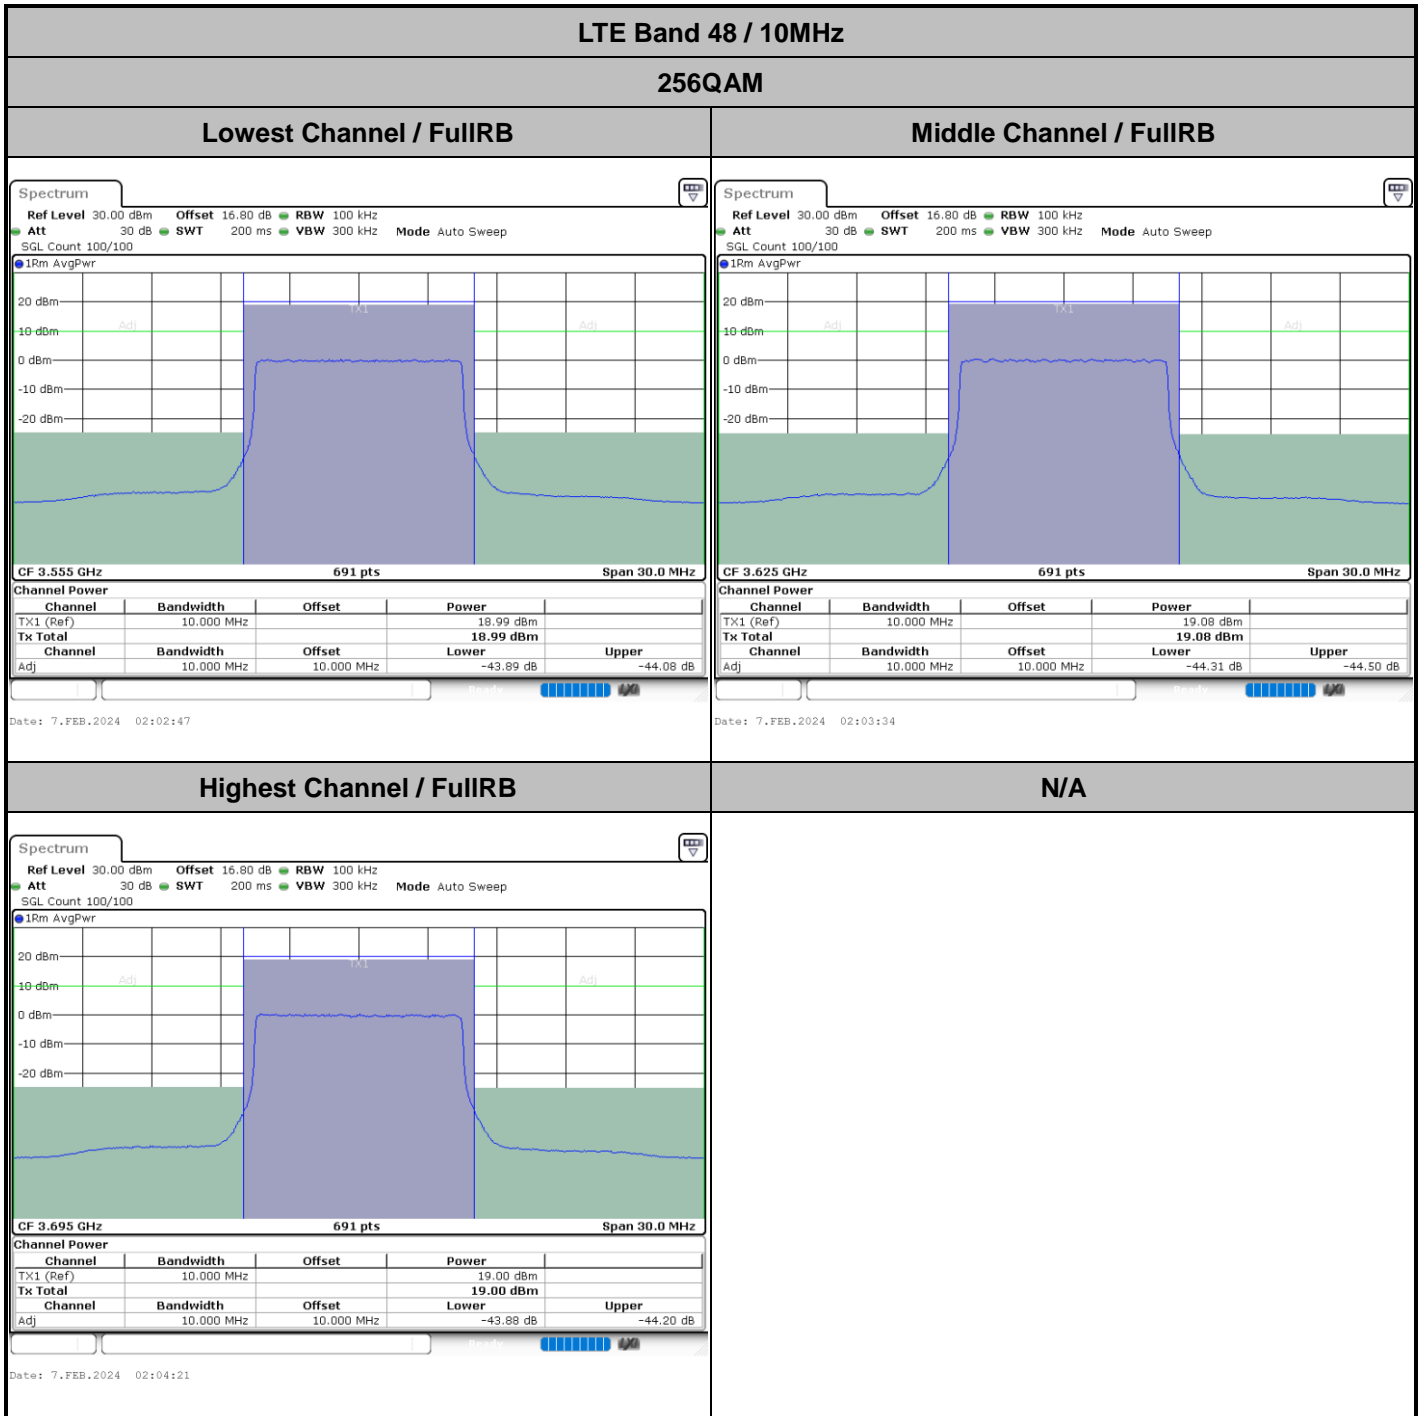 LTE Band 48 / 10MHz
256QAM
Lowest Channel / FullRB
Middle Channel / FullRB
Spectrum
Ref Level 30.00 dBm Offset 16.80 dB RBW 100 kHz
Att 30 dB SWT 200 ms VBW 300 kHz Mode Auto Sweep
SGL Count 100/100
1Rm AvgPwr
TX1
20 dBm
Adj Adj
10 dBm
0 dBm
-10 dBm
-20 dBm
CF 3.555 GHz 691 pts Span 30.0 MHz
Channel Power
Channel Bandwidth Offset Power
TX1 (Ref) 10.000 MHz 18.99 dBm
Tx Total 18.99 dBm
Channel Bandwidth Offset Lower Upper
Adj 10.000 MHz 10.000 MHz -43.89 dB -44.08 dB
Ready
Date: 7.FEB.2024 02:02:47
Spectrum
Ref Level 30.00 dBm Offset 16.80 dB RBW 100 kHz
Att 30 dB SWT 200 ms VBW 300 kHz Mode Auto Sweep
SGL Count 100/100
1Rm AvgPwr
20 dBm
TX1
Adj Adj
10 dBm
0 dBm
-10 dBm
-20 dBm
CF 3.625 GHz 691 pts Span 30.0 MHz
Channel Power
Channel Bandwidth Offset Power
TX1 (Ref) 10.000 MHz 19.08 dBm
Tx Total 19.08 dBm
Channel Bandwidth Offset Lower Upper
Adj 10.000 MHz 10.000 MHz -44.31 dB -44.50 dB
Ready
Date: 7.FEB.2024 02:03:34
Highest Channel / FullRB
N/A
Spectrum
Ref Level 30.00 dBm Offset 16.80 dB RBW 100 kHz
Att 30 dB SWT 200 ms VBW 300 kHz Mode Auto Sweep
SGL Count 100/100
1Rm AvgPwr
20 dBm
TX1
Adj Adj
10 dBm
0 dBm
-10 dBm
-20 dBm
CF 3.695 GHz 691 pts Span 30.0 MHz
Channel Power
Channel Bandwidth Offset Power
TX1 (Ref) 10.000 MHz 19.00 dBm
Tx Total 19.00 dBm
Channel Bandwidth Offset Lower Upper
Adj 10.000 MHz 10.000 MHz -43.88 dB -44.20 dB
Ready
Date: 7.FEB.2024 02:04:21